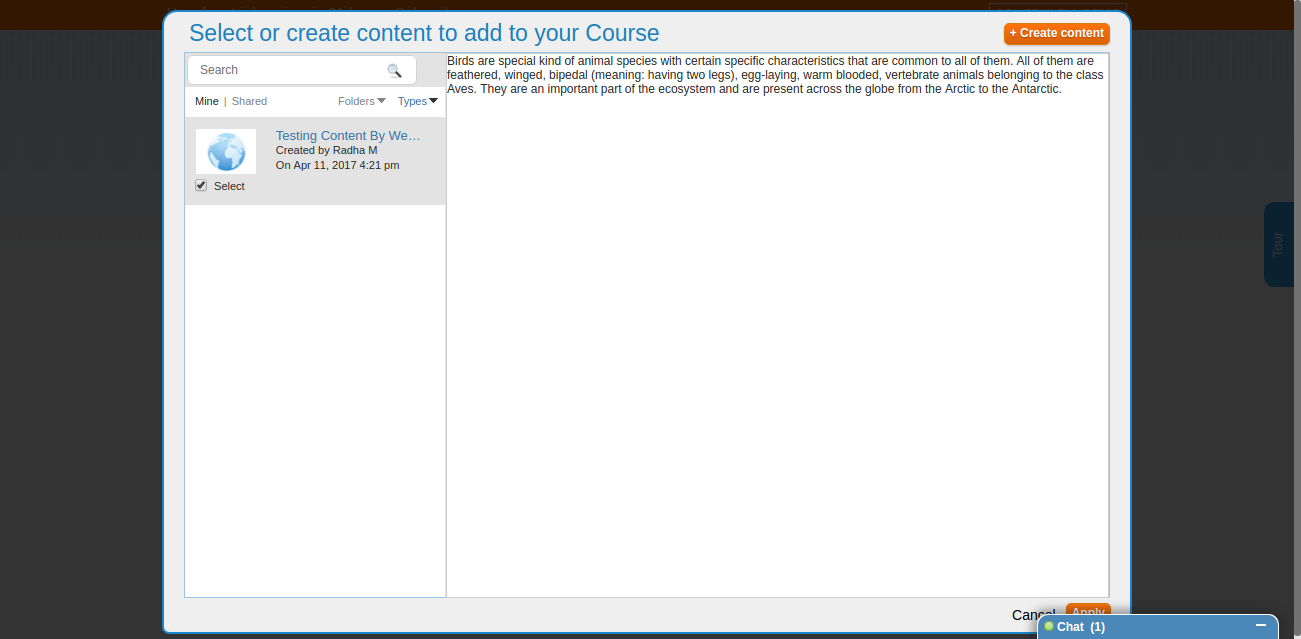 Select or create content to add to your Course
+ Create content
Search
Mine | Shared
Folders
Types
Testing Content By We…
Created by Radha M
On Apr 11, 2017 4:21 pm
Select
Birds are special kind of animal species with certain specific characteristics that are common to all of them. All of them are
feathered, winged, bipedal (meaning: having two legs), egg-laying, warm blooded, vertebrate animals belonging to the class
Aves. They are an important part of the ecosystem and are present across the globe from the Arctic to the Antarctic.
Tour
Cancel
Apply
Chat (1)